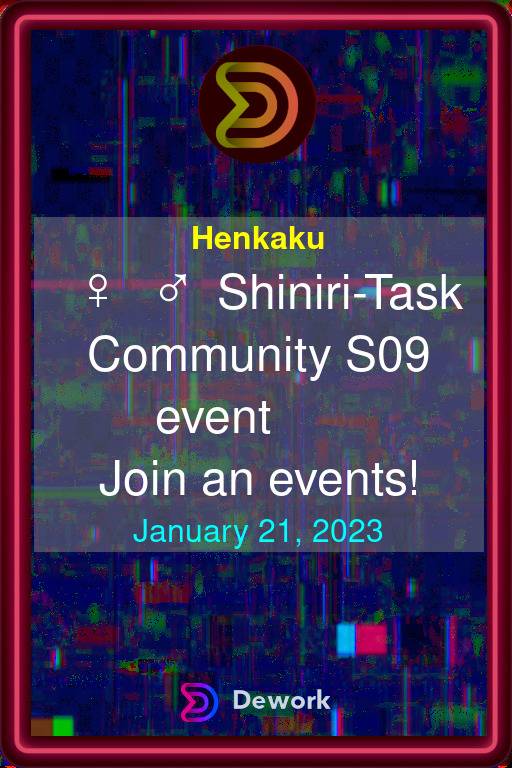 Henkaku
♀ ♂ Shiniri-Task
Community S09
event
Join an events!
January 21, 2023
Dework